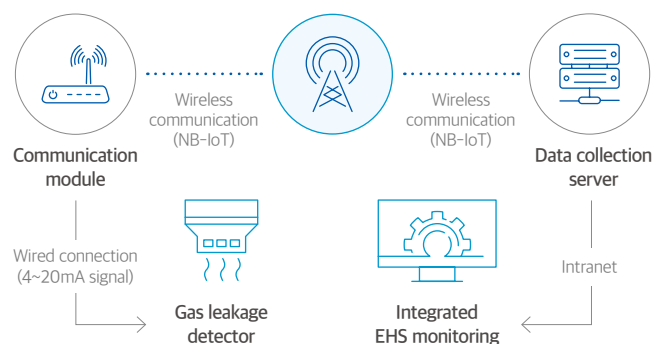 Wireless
communication
(NB-IoT)
Wireless
communication
(NB-IoT)
Communication
module
Data collection
server
Wired connection
(4~20mA signal)
Intranet
Gas leakage
detector
Integrated
EHS monitoring